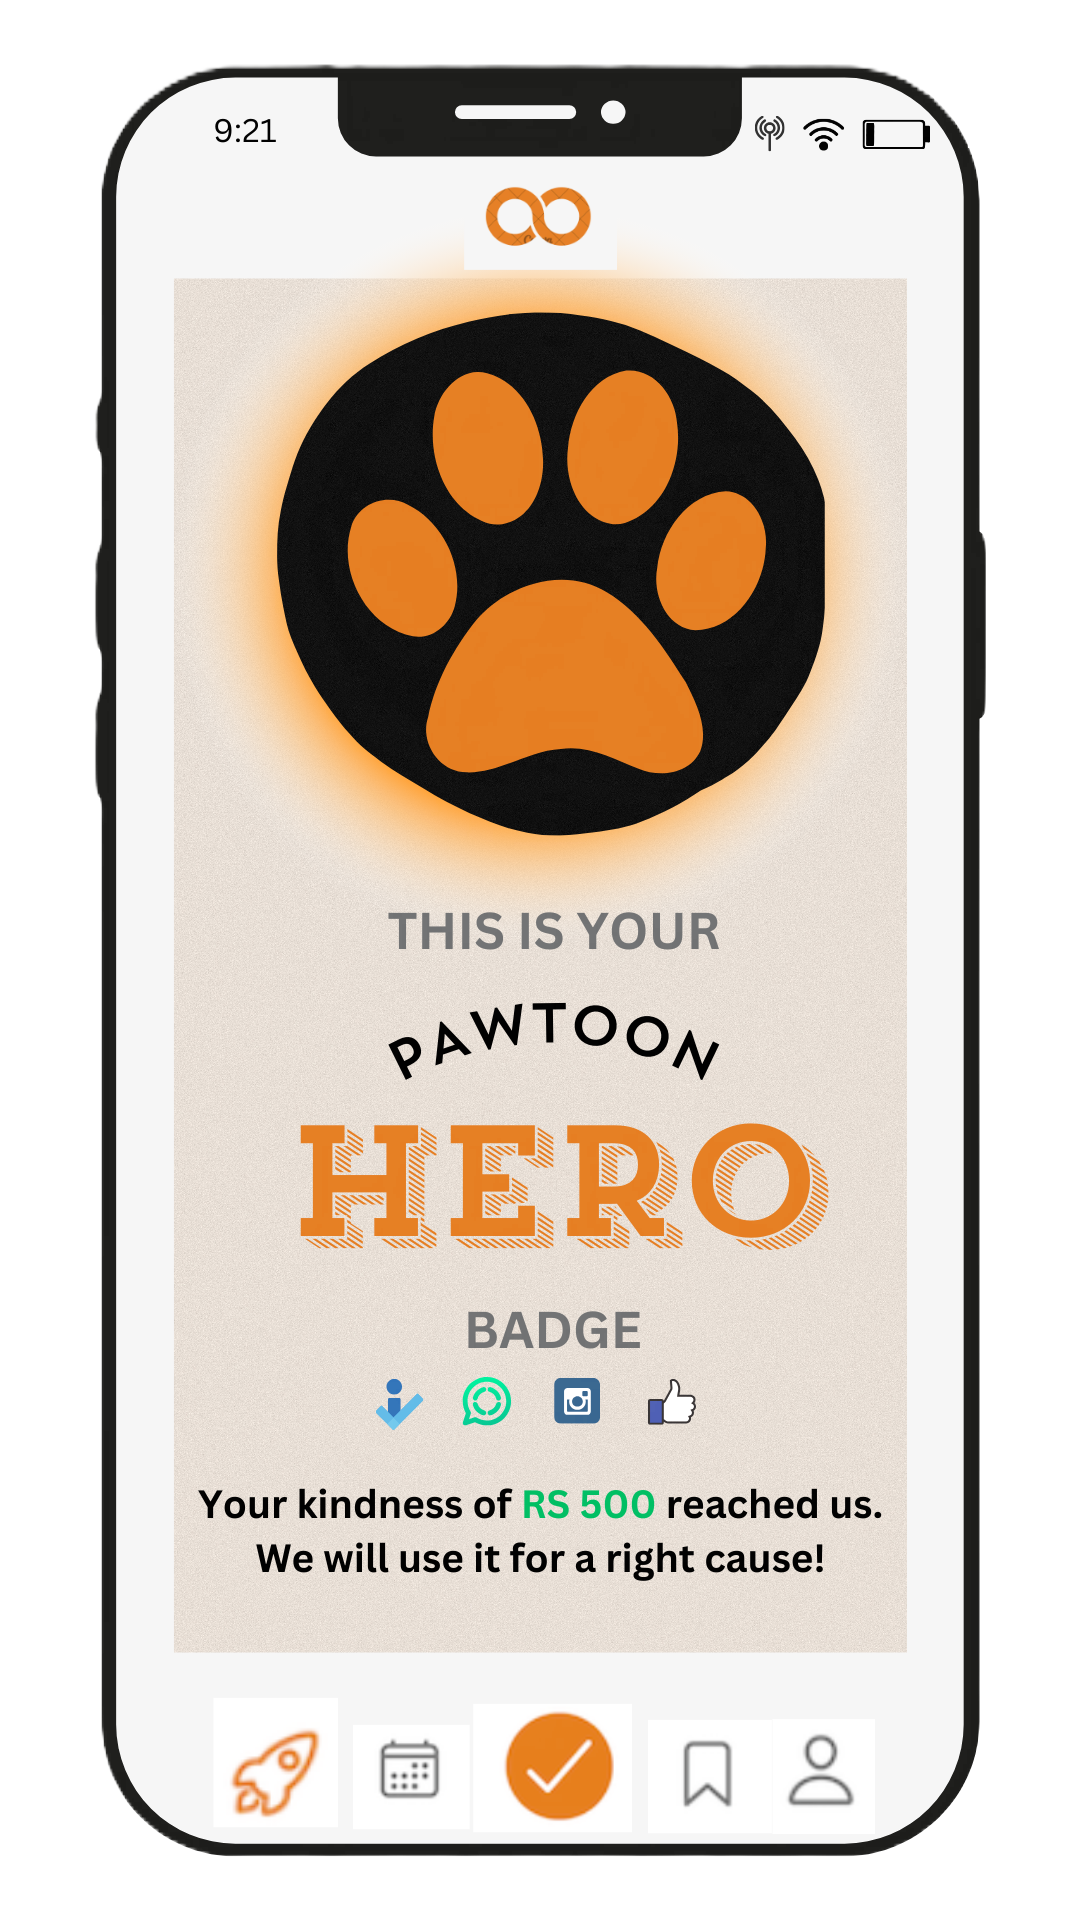 9:21
THIS IS YOUR
PAWTOON
HERO
BADGE
Your kindness of RS 500 reached us.
We will use it for a right cause!